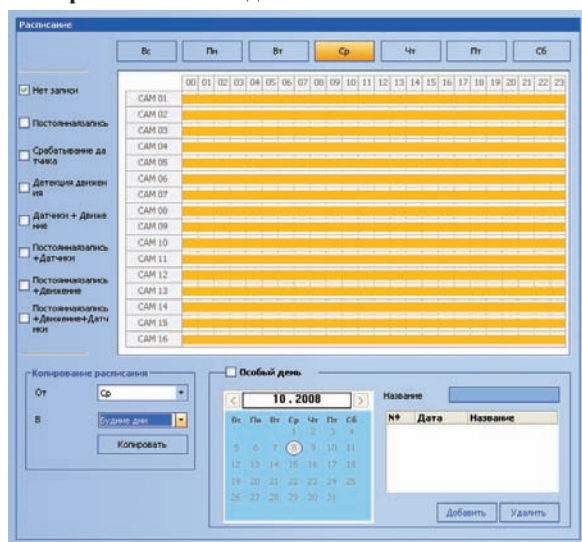 Расписание
Вс Пн Вт Ср Чт Пт Сб
00 01 02 03 04 05 06 07 08 09 10 11 12 13 14 15 16 17 18 19 20 21 22 23
Нет записи
Постояннаязапись
Срабатывание да
тчика
Детекция движен
ия
Датчики + Движе
ние
Постояннаязапись
+Датчики
Постояннаязапись
+Движение
Постояннаязапись
+Движение+Датч
ики
CAM 01
CAM 02
CAM 03
CAM 04
CAM 05
CAM 06
CAM 07
CAM 08
CAM 09
CAM 10
CAM 11
CAM 12
CAM 13
CAM 14
CAM 15
CAM 16
Копирование расписания
От Ср
В Будние дни
Копировать
Особый день
< 10 . 2008 >
Вс Пн Вт Ср Чт Пт Сб
1 2 3 4
5 6 7 8 9 10 11
12 13 14 15 16 17 18
19 20 21 22 23 24 25
26 27 28 29 30 31
Название
№ Дата Название
Добавить Удалить